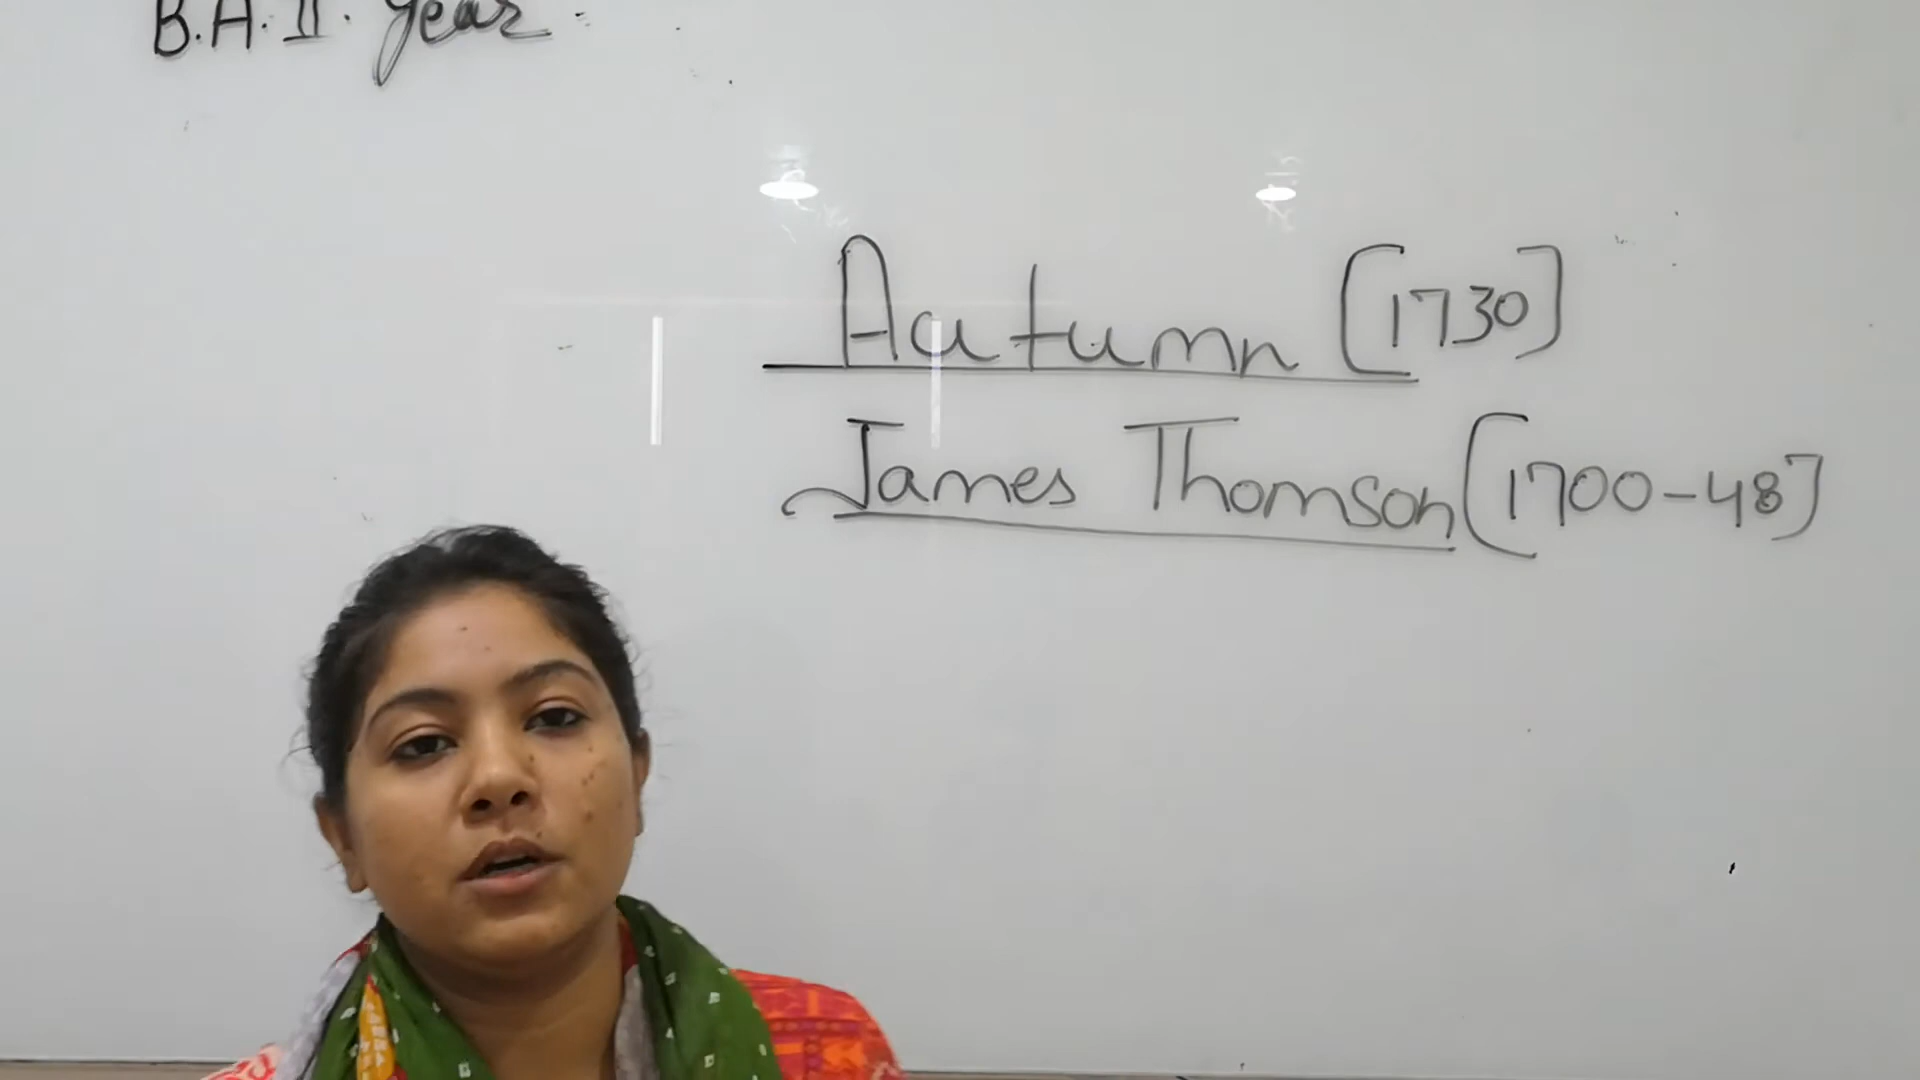 B.A. II. Year
Autumn [1730]
James Thomson [1700-48]